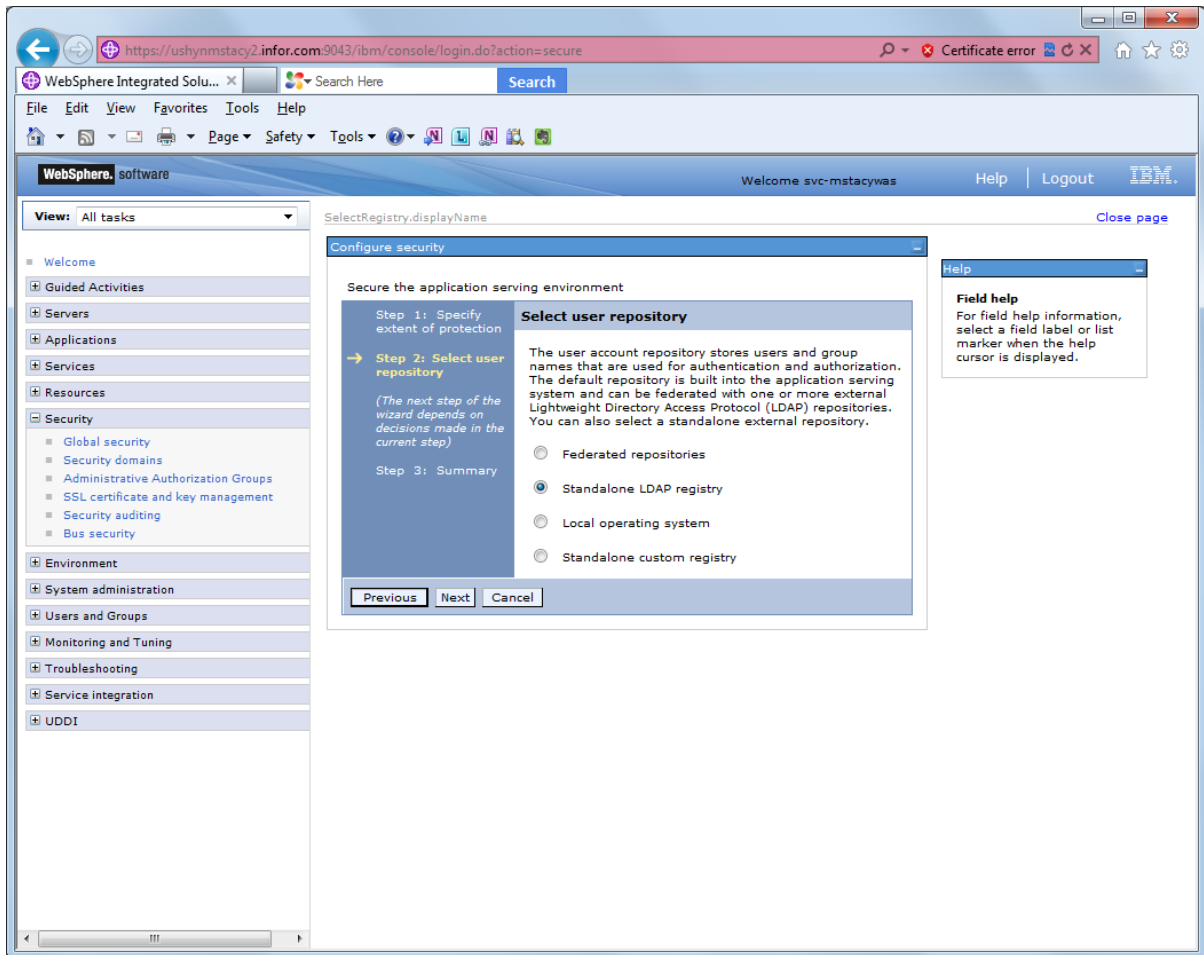 https://ushynmstacy2.infor.com:9043/ibm/console/login.do?action=secure
Certificate error
WebSphere Integrated Solu...
Search Here
Search
File Edit View Favorites Tools Help
Page Safety Tools
WebSphere. software
Welcome svc-mstacywas
Help
Logout
IBM.
View: All tasks
Welcome
Guided Activities
Servers
Applications
Services
Resources
Security
Global security
Security domains
Administrative Authorization Groups
SSL certificate and key management
Security auditing
Bus security
Environment
System administration
Users and Groups
Monitoring and Tuning
Troubleshooting
Service integration
UDDI
SelectRegistry.displayName
Close page
Configure security
Secure the application serving environment
Step 1: Specify
extent of protection
Step 2: Select user
repository
(The next step of the
wizard depends on
decisions made in the
current step)
Step 3: Summary
Select user repository
The user account repository stores users and group
names that are used for authentication and authorization.
The default repository is built into the application serving
system and can be federated with one or more external
Lightweight Directory Access Protocol (LDAP) repositories.
You can also select a standalone external repository.
Federated repositories
Standalone LDAP registry
Local operating system
Standalone custom registry
Previous Next Cancel
Help
Field help
For field help information,
select a field label or list
marker when the help
cursor is displayed.